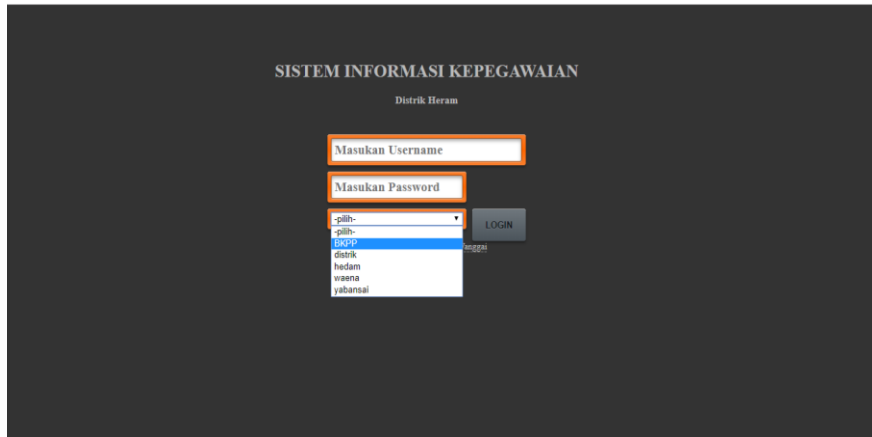 SISTEM INFORMASI KEPEGAWAIAN
Distrik Heram
Masukan Username
Masukan Password
-pilih-
LOGIN
-pilih-
BKPP
distrik
hedam
waena
yabansai